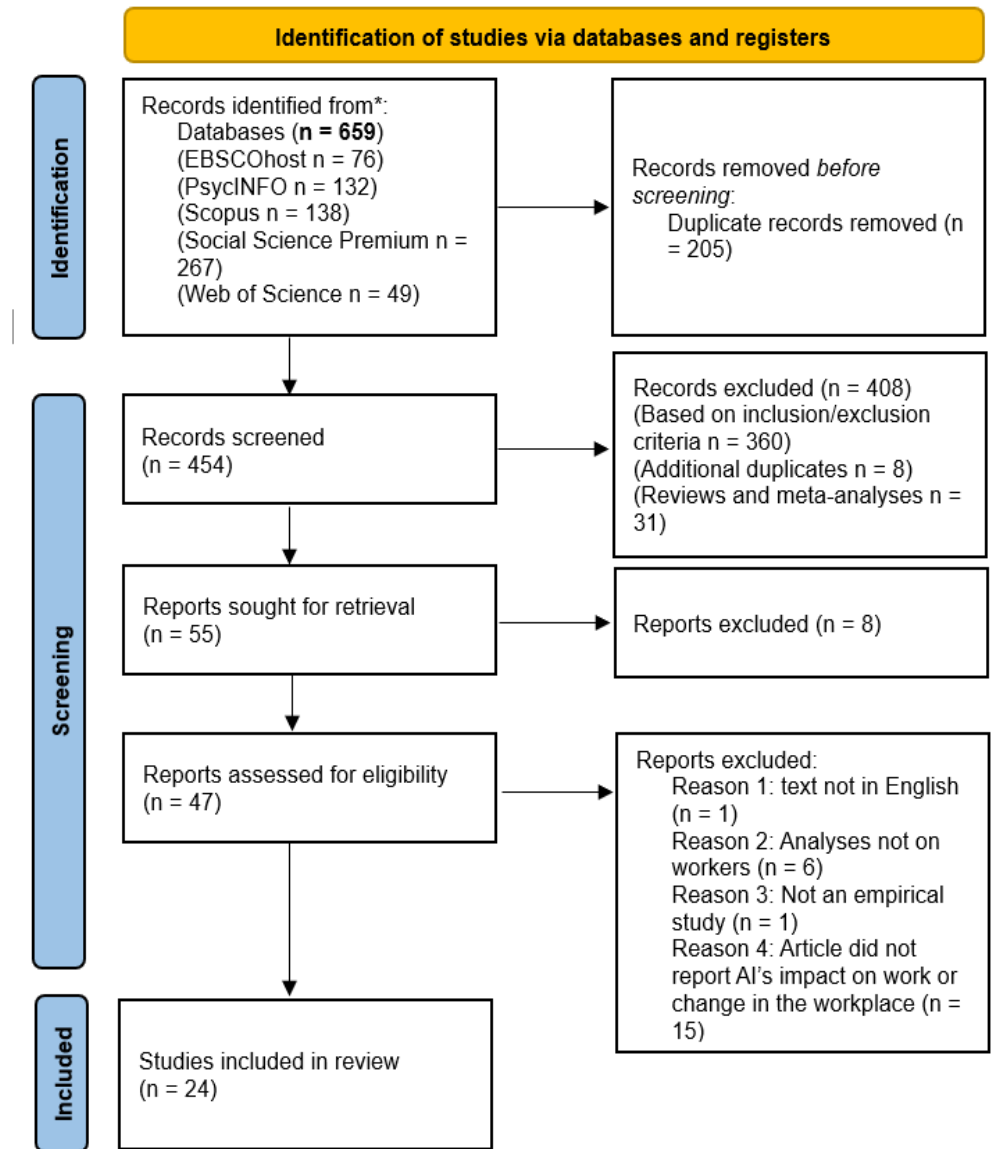 Identification of studies via databases and registers
Identification
Records identified from*:
Databases (n = 659)
(EBSCOhost n = 76)
(PsycINFO n = 132)
(Scopus n = 138)
(Social Science Premium n =
267)
(Web of Science n = 49)
Records removed before
screening:
Duplicate records removed (n
= 205)
Screening
Records screened
(n = 454)
Records excluded (n = 408)
(Based on inclusion/exclusion
criteria n = 360)
(Additional duplicates n = 8)
(Reviews and meta-analyses n =
31)
Reports sought for retrieval
(n = 55)
Reports excluded (n = 8)
Reports assessed for eligibility
(n = 47)
Reports excluded:
Reason 1: text not in English
(n = 1)
Reason 2: Analyses not on
workers (n = 6)
Reason 3: Not an empirical
study (n = 1)
Reason 4: Article did not
report AI’s impact on work or
change in the workplace (n =
15)
Included
Studies included in review
(n = 24)